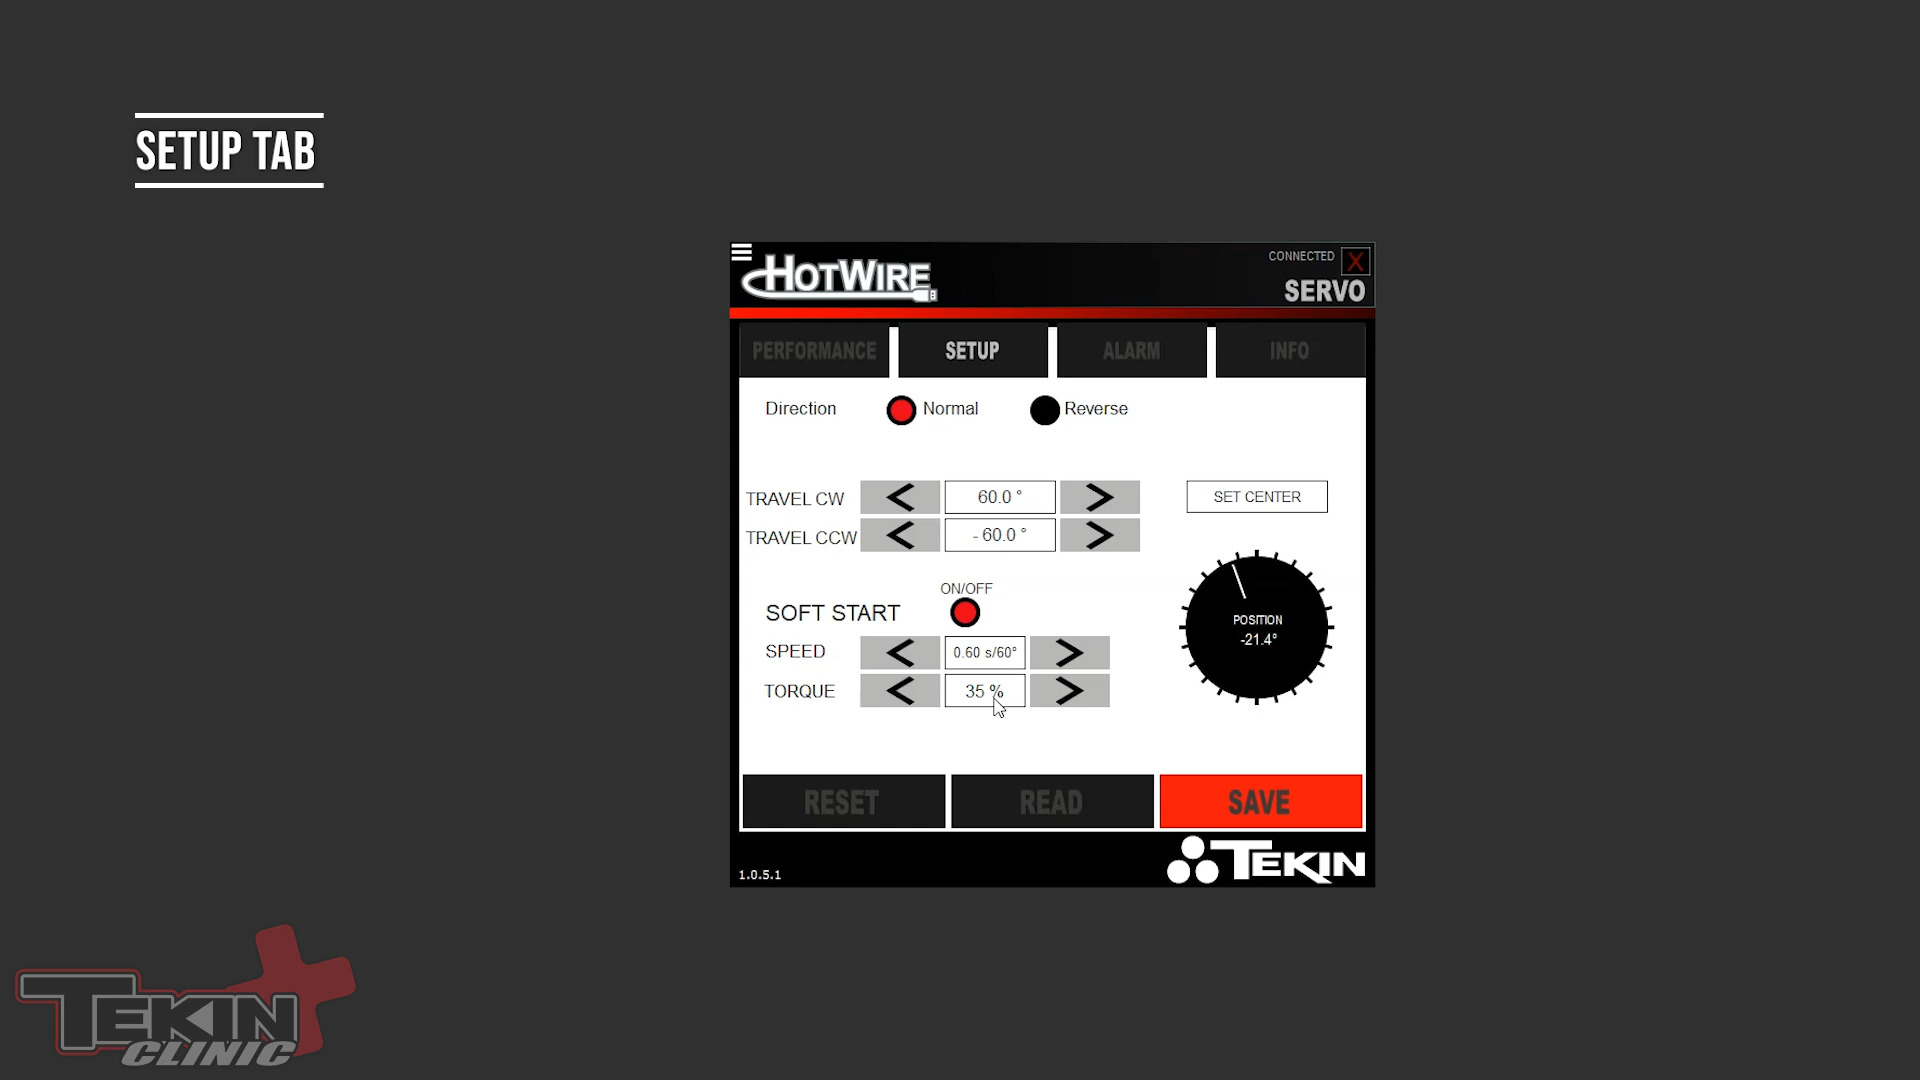 SETUP TAB
HOTWIRE
CONNECTED X
SERVO
PERFORMANCE SETUP ALARM INFO
Direction Normal Reverse
TRAVEL CW < 60.0 ° > SET CENTER
TRAVEL CCW < - 60.0 ° >
ON/OFF
SOFT START
SPEED < 0.60 s/60° >
TORQUE < 35 % >
POSITION
-21.4°
RESET READ SAVE
TEKIN
1.0.5.1
TEKIN
CLINIC